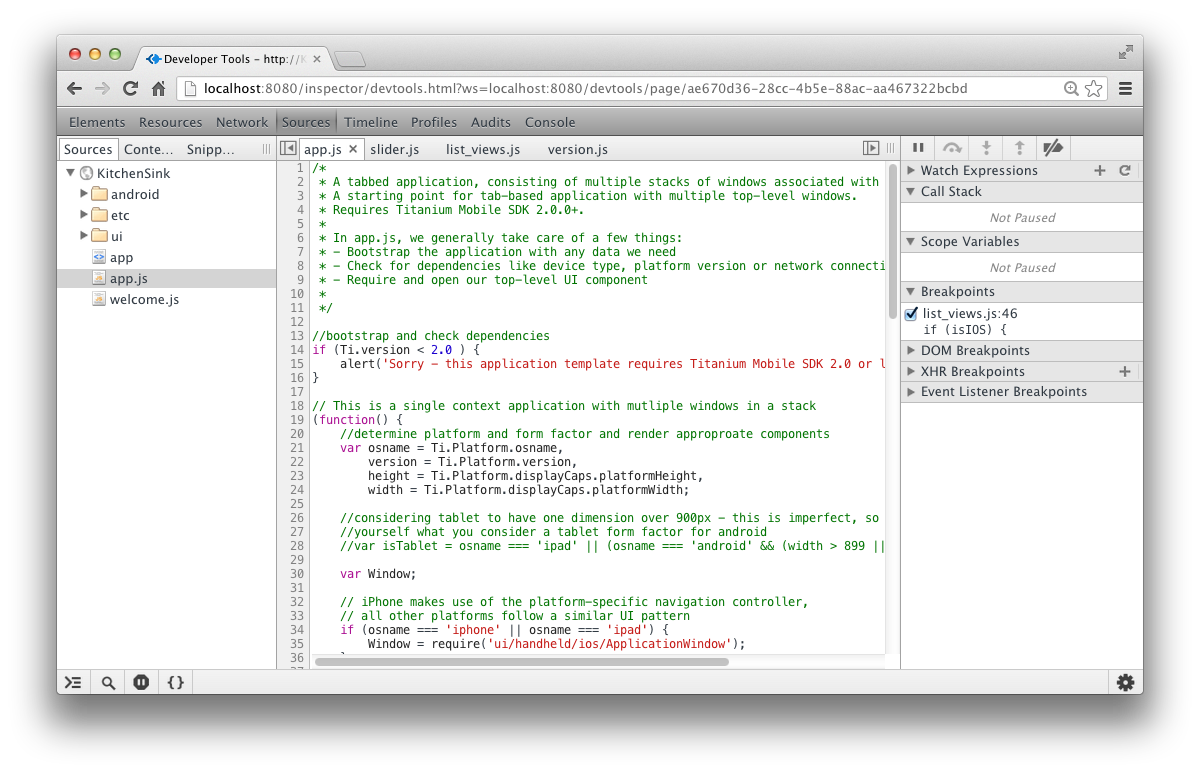 Developer Tools - http://
localhost:8080/inspector/devtools.html?ws=localhost:8080/devtools/page/ae670d36-28cc-4b5e-88ac-aa467322bcbd
Elements Resources Network Sources Timeline Profiles Audits Console
Sources Conte... Snipp...
KitchenSink
android
etc
ui
app
app.js
welcome.js
app.js slider.js list_views.js version.js
1 /*
2 * A tabbed application, consisting of multiple stacks of windows associated with
3 * A starting point for tab-based application with multiple top-level windows.
4 * Requires Titanium Mobile SDK 2.0.0+.
5 *
6 * In app.js, we generally take care of a few things:
7 * - Bootstrap the application with any data we need
8 * - Check for dependencies like device type, platform version or network connecti
9 * - Require and open our top-level UI component
10 *
11 */
12
13 //bootstrap and check dependencies
14 if (Ti.version < 2.0 ) {
15 alert('Sorry - this application template requires Titanium Mobile SDK 2.0 or l
16 }
17
18 // This is a single context application with mutliple windows in a stack
19 (function() {
20 //determine platform and form factor and render approproate components
21 var osname = Ti.Platform.osname,
22 version = Ti.Platform.version,
23 height = Ti.Platform.displayCaps.platformHeight,
24 width = Ti.Platform.displayCaps.platformWidth;
25
26 //considering tablet to have one dimension over 900px - this is imperfect, so
27 //yourself what you consider a tablet form factor for android
28 //var isTablet = osname === 'ipad' || (osname === 'android' && (width > 899 ||
29
30 var Window;
31
32 // iPhone makes use of the platform-specific navigation controller,
33 // all other platforms follow a similar UI pattern
34 if (osname === 'iphone' || osname === 'ipad') {
35 Window = require('ui/handheld/ios/ApplicationWindow');
36
Watch Expressions
Call Stack
Not Paused
Scope Variables
Not Paused
Breakpoints
list_views.js:46
if (isIOS) {
DOM Breakpoints
XHR Breakpoints
Event Listener Breakpoints